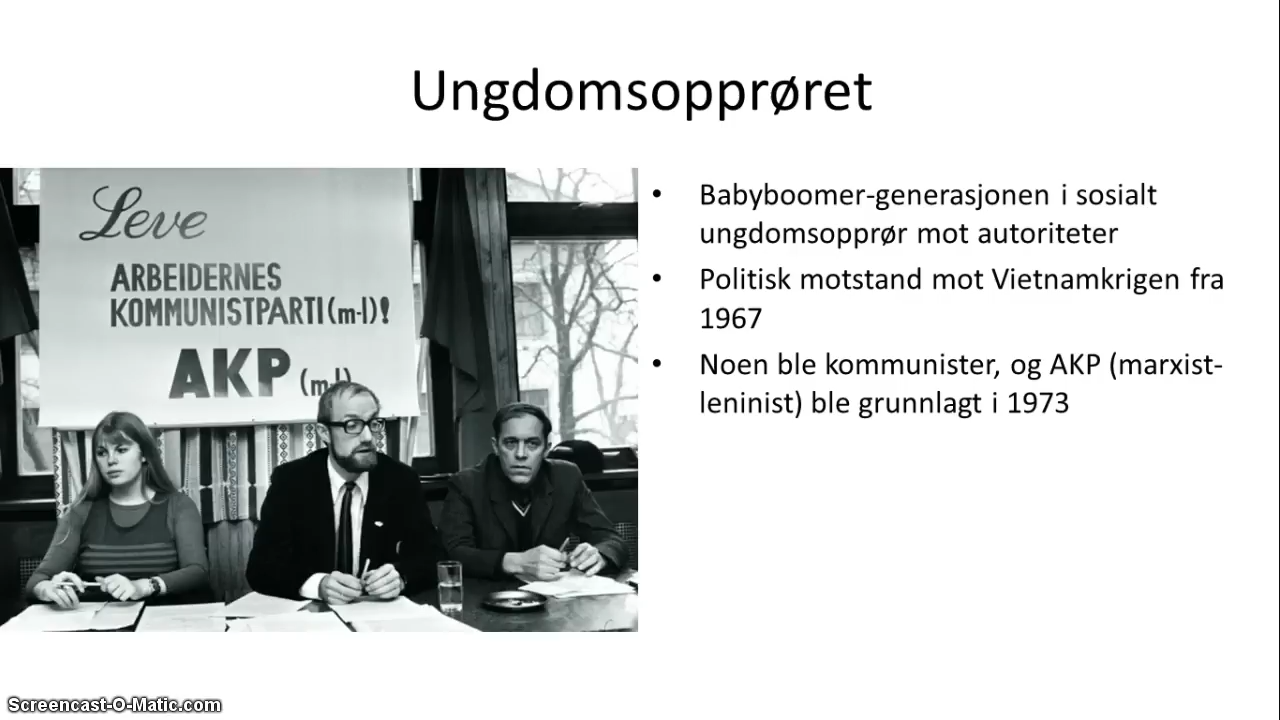 Ungdomsopprøret
Leve
ARBEIDERNES
KOMMUNISTPARTI (m-l)!
AKP (m-l)
• Babyboomer-generasjonen i sosialt
ungdomsopprør mot autoriteter
• Politisk motstand mot Vietnamkrigen fra
1967
• Noen ble kommunister, og AKP (marxist-
leninist) ble grunnlagt i 1973
Screencast-O-Matic.com